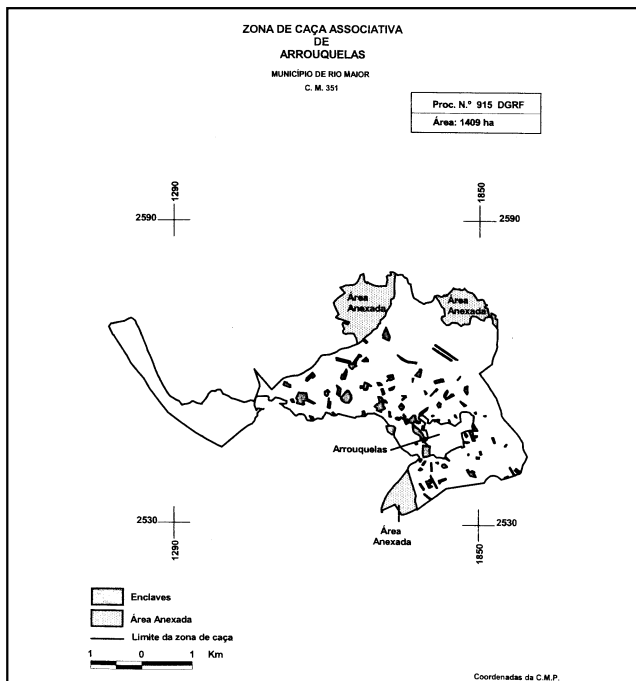 ZONA DE CAÇA ASSOCIATIVA
DE
ARROUQUELAS
MUNICÍPIO DE RIO MAIOR
C. M. 351
Proc. N.º 915 DGRF
Área: 1409 ha
1290
1850
2590
2590
Área
Anexada
Área
Anexada
Arrouquelas
2530
2530
Área
Anexada
1290
1850
Enclaves
Área Anexada
Limite da zona de caça
1 0 1 Km
Coordenadas da C.M.P.